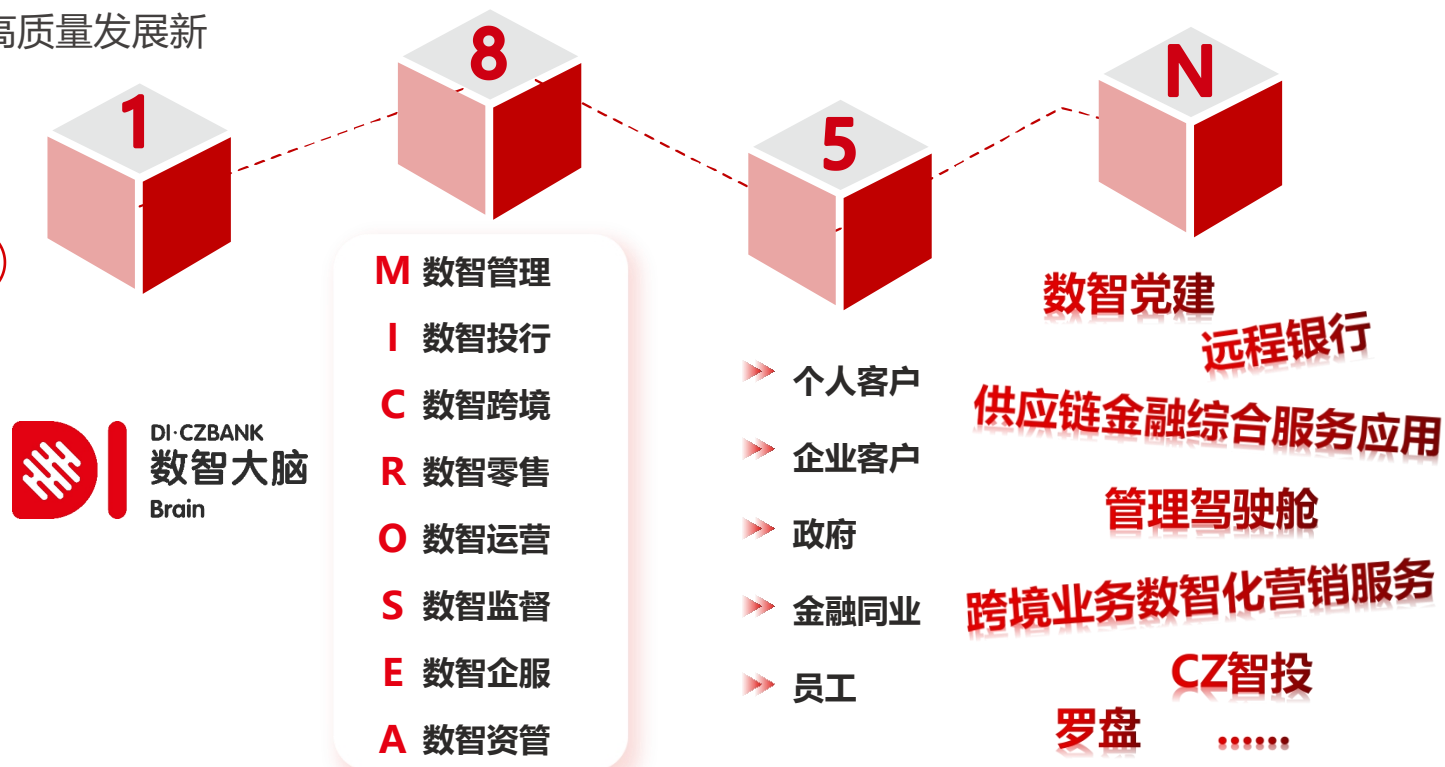 高质量发展新
1
8
5
N
DI·CZBANK
数智大脑
Brain
M 数智管理
I 数智投行
C 数智跨境
R 数智零售
O 数智运营
S 数智监督
E 数智企服
A 数智资管
个人客户
企业客户
政府
金融同业
员工
数智党建
远程银行
供应链金融综合服务应用
管理驾驶舱
跨境业务数智化营销服务
CZ智投
罗盘
......